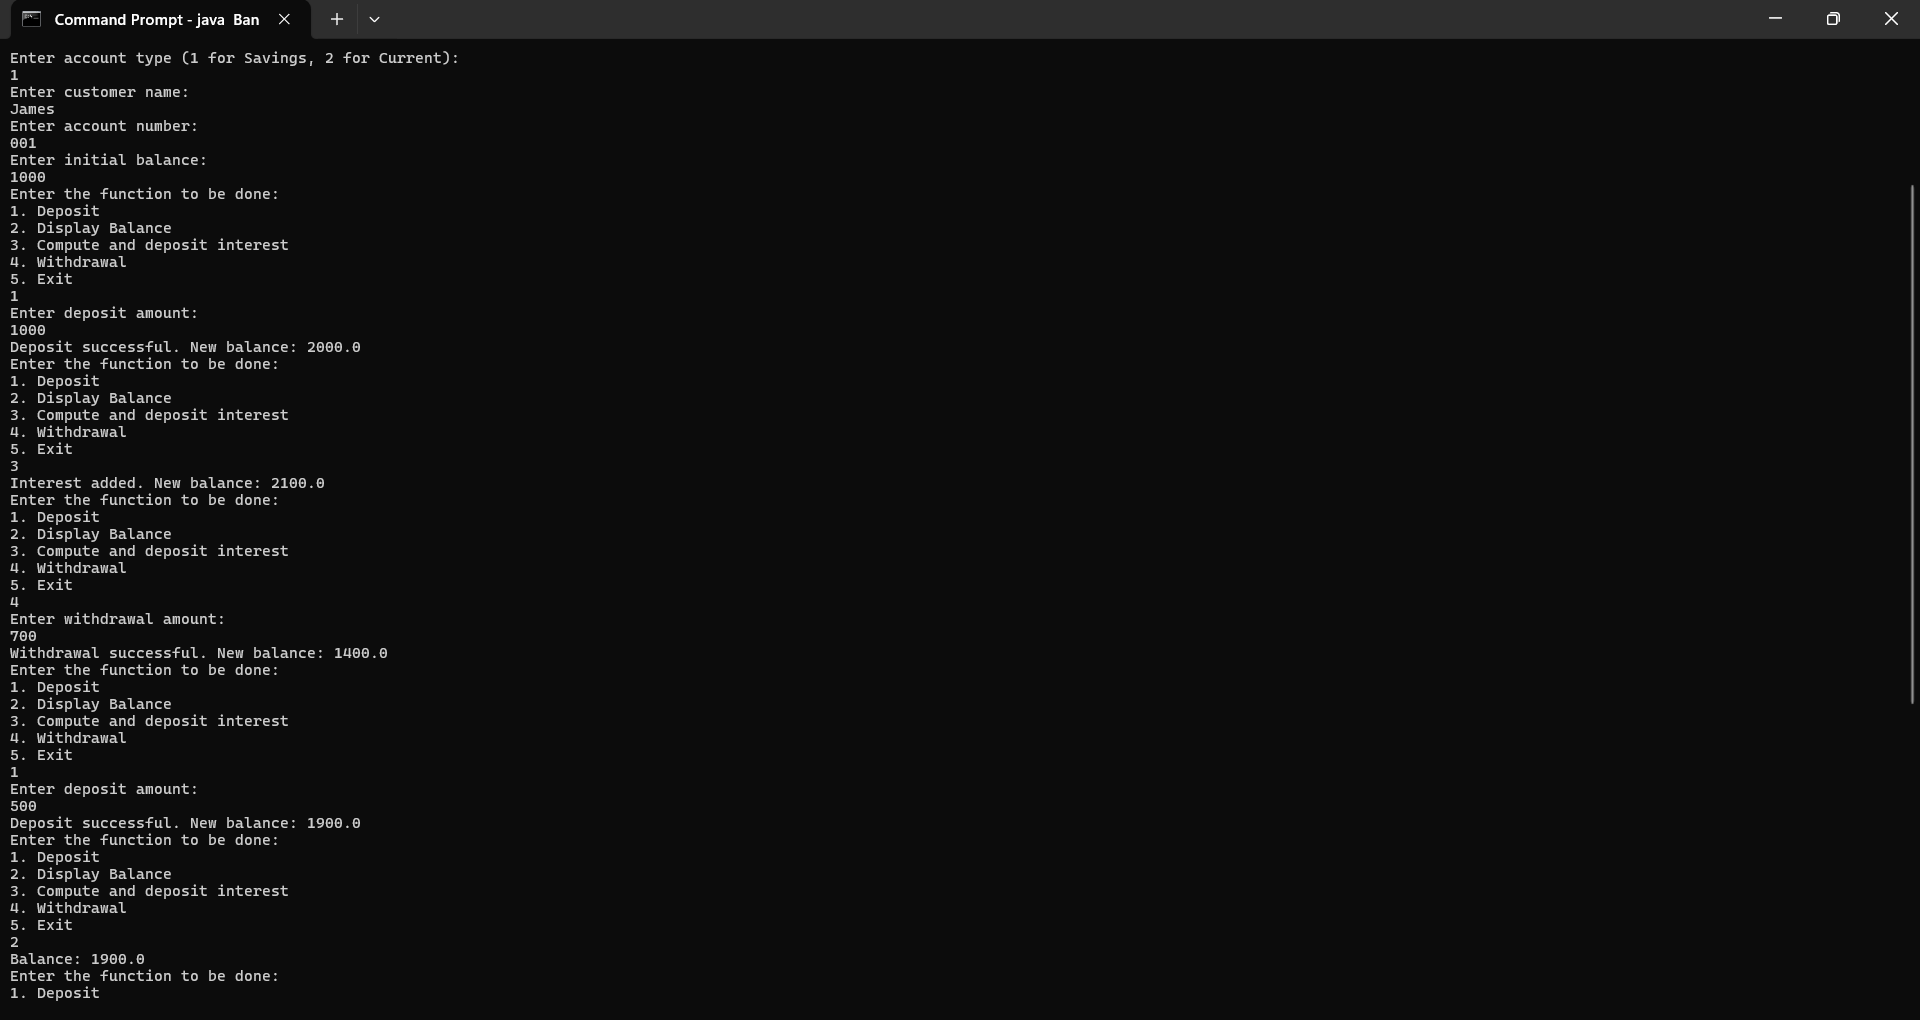 Command Prompt - java  Ban
Enter account type (1 for Savings, 2 for Current):
1
Enter customer name:
James
Enter account number:
001
Enter initial balance:
1000
Enter the function to be done:
1. Deposit
2. Display Balance
3. Compute and deposit interest
4. Withdrawal
5. Exit
1
Enter deposit amount:
1000
Deposit successful. New balance: 2000.0
Enter the function to be done:
1. Deposit
2. Display Balance
3. Compute and deposit interest
4. Withdrawal
5. Exit
3
Interest added. New balance: 2100.0
Enter the function to be done:
1. Deposit
2. Display Balance
3. Compute and deposit interest
4. Withdrawal
5. Exit
4
Enter withdrawal amount:
700
Withdrawal successful. New balance: 1400.0
Enter the function to be done:
1. Deposit
2. Display Balance
3. Compute and deposit interest
4. Withdrawal
5. Exit
1
Enter deposit amount:
500
Deposit successful. New balance: 1900.0
Enter the function to be done:
1. Deposit
2. Display Balance
3. Compute and deposit interest
4. Withdrawal
5. Exit
2
Balance: 1900.0
Enter the function to be done:
1. Deposit